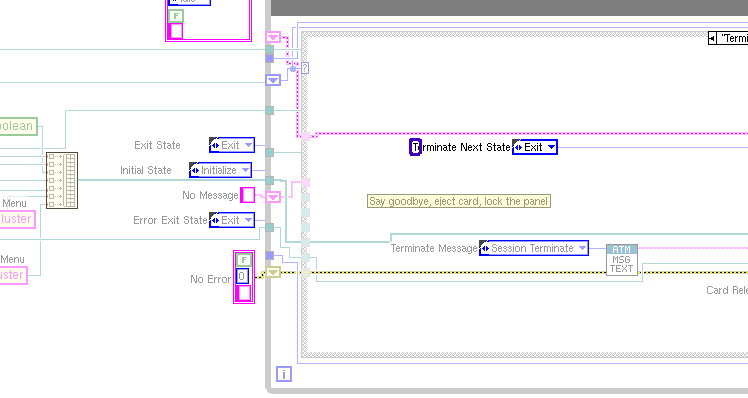 F
"Termi
?
oolean
Exit State
Exit
Terminate Next State
Exit
Initial State
Initialize
Menu
No Message
Say goodbye, eject card, lock the panel
luster
Error Exit State
Exit
Terminate Message
Session Terminate
ATM
MSG
TEXT
Menu
F
luster
No Error
0
Card Rele
i